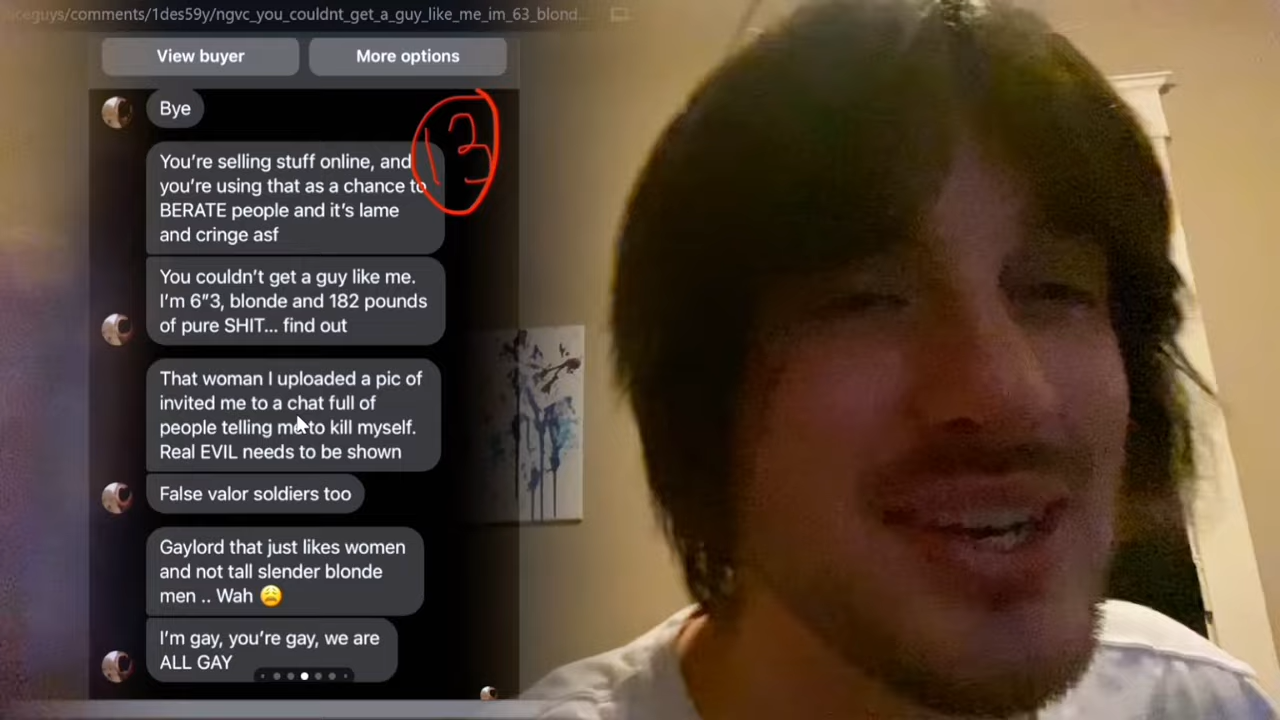 ceguys/comments/1des59y/ngvc_you_couldnt_get_a_guy_like_me_im_63_blond...
View buyer
More options
Bye
13
You're selling stuff online, and
you're using that as a chance to
BERATE people and it's lame
and cringe asf
You couldn't get a guy like me.
I'm 6"3, blonde and 182 pounds
of pure SHIT... find out
That woman I uploaded a pic of
invited me to a chat full of
people telling me to kill myself.
Real EVIL needs to be shown
False valor soldiers too
Gaylord that just likes women
and not tall slender blonde
men .. Wah 😩
I'm gay, you're gay, we are
ALL GAY